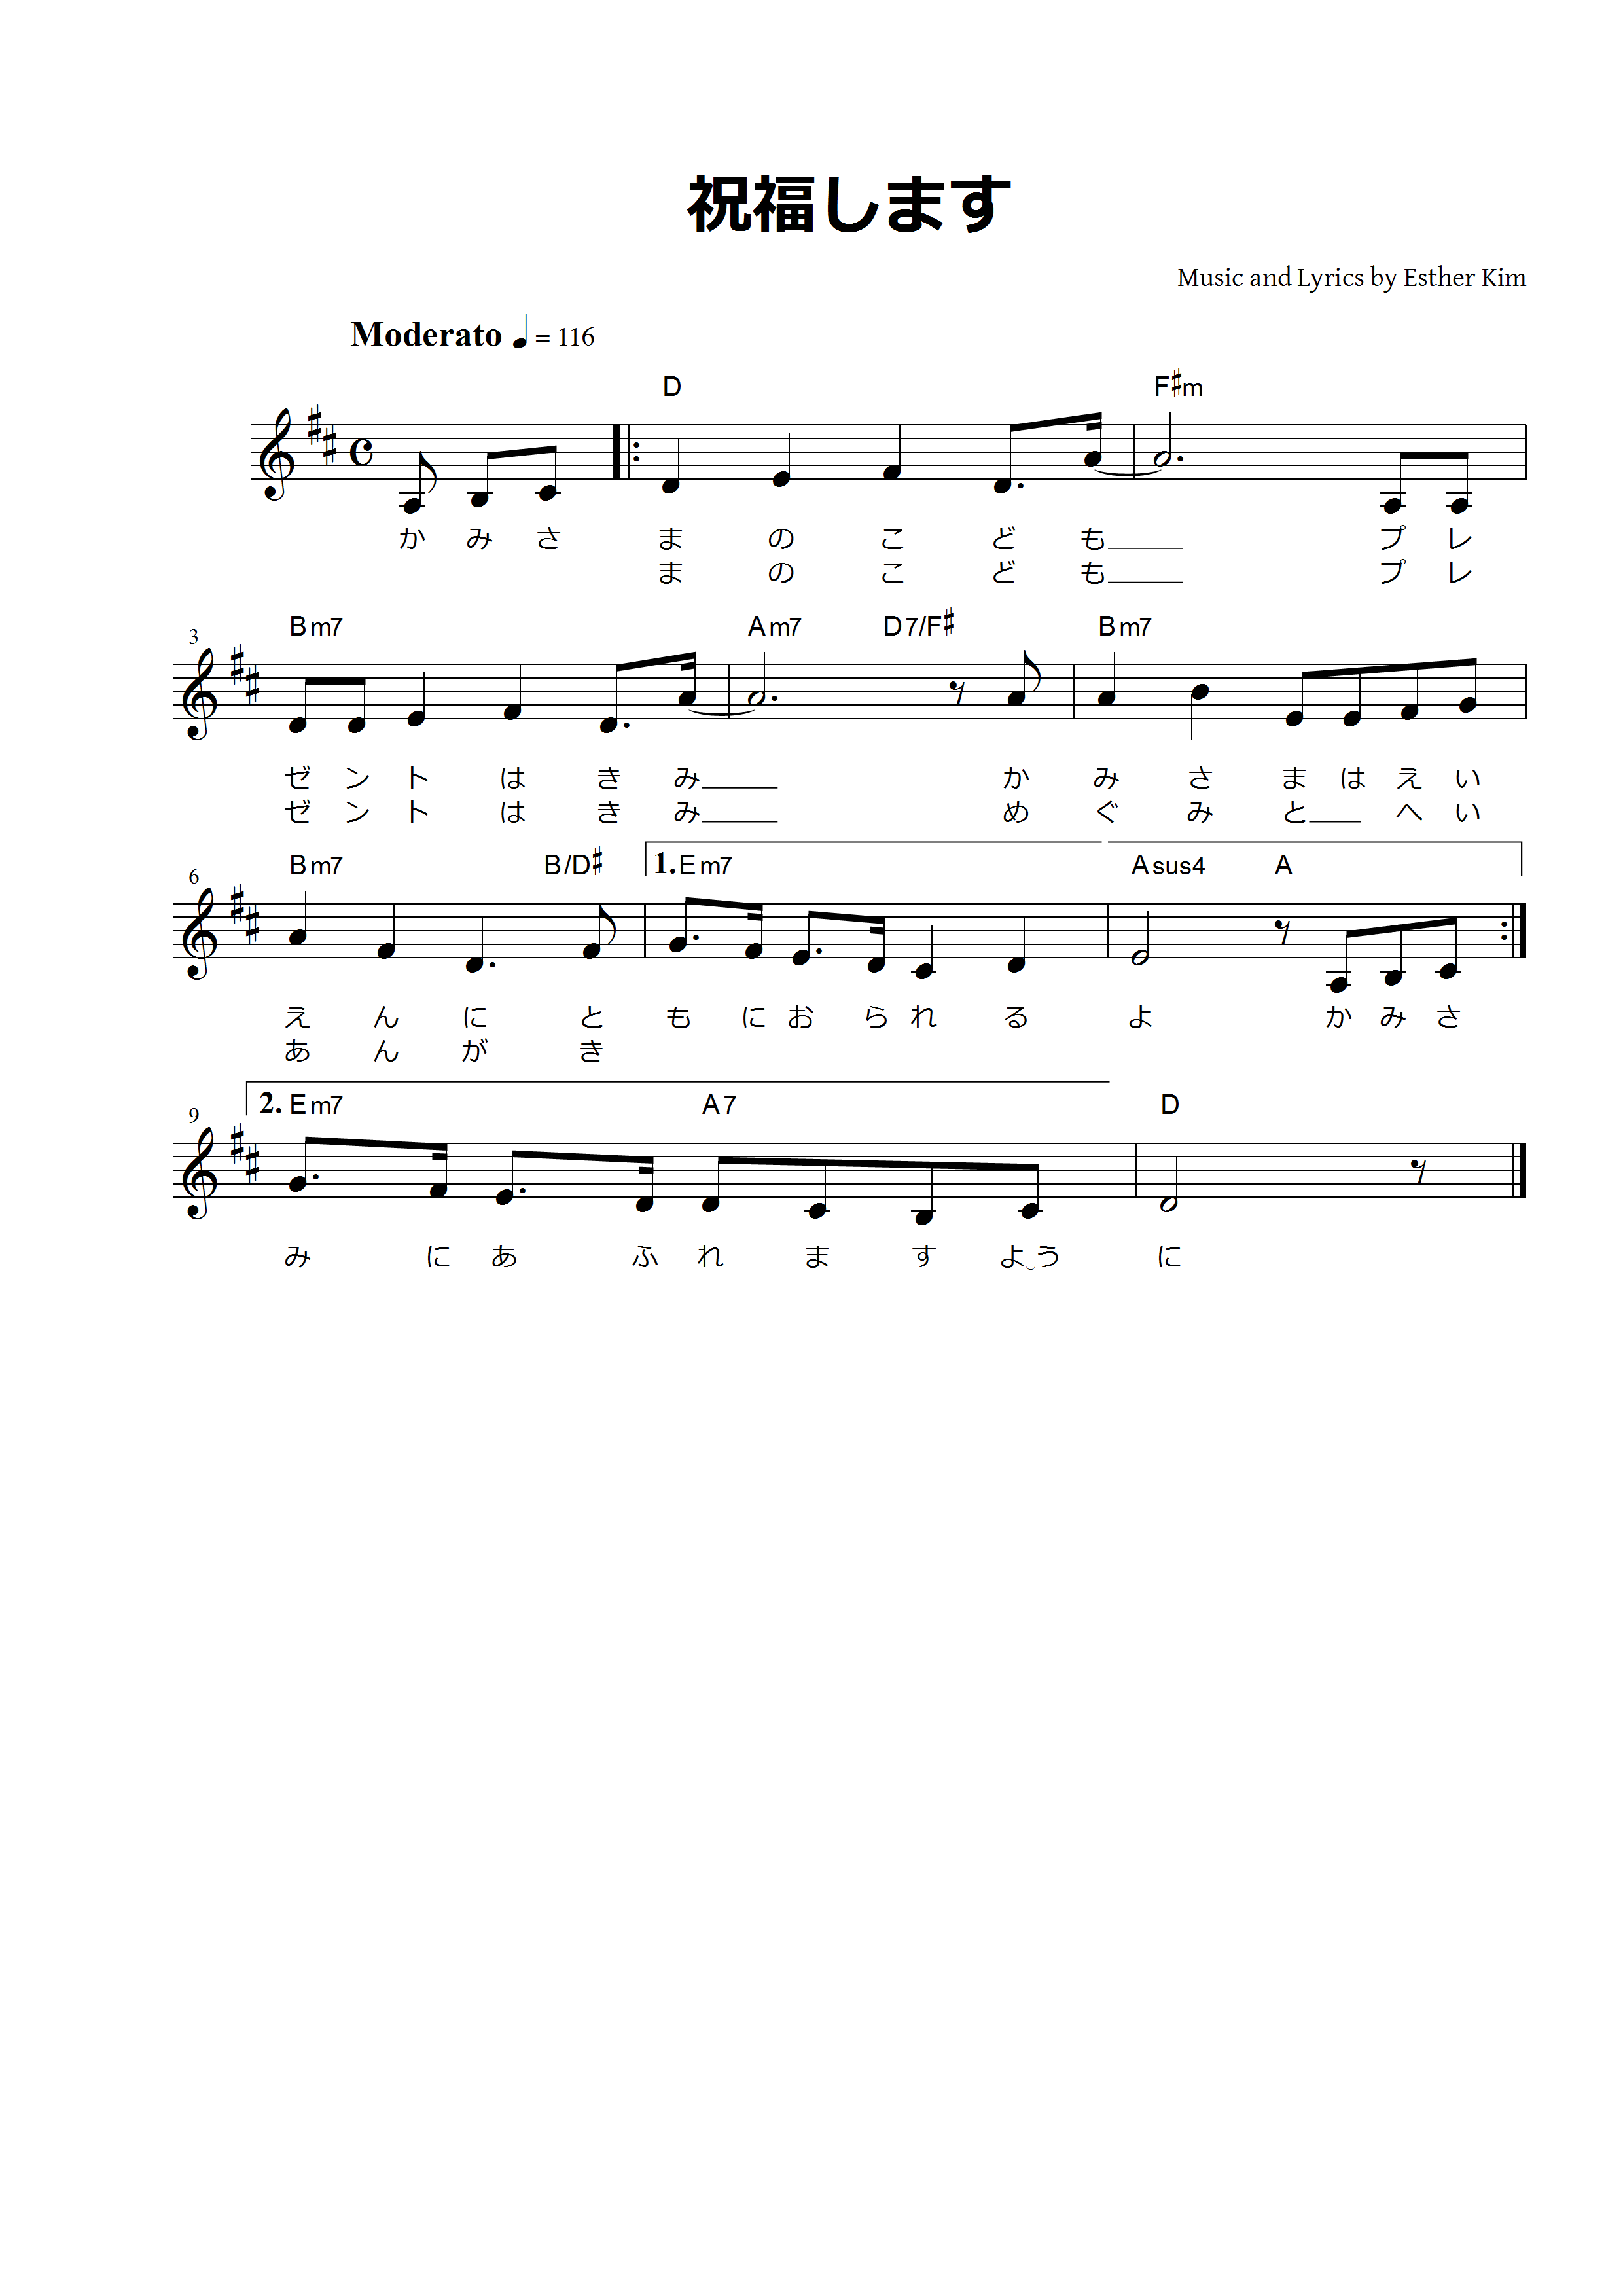 祝福します
Music and Lyrics by Esther Kim
Moderato ♩ = 116
D F♯m
かみさまのこども プレ
まのこども プレ
3
Bm7 Am7 D7/F♯ Bm7
ゼントはきみ かみさまはえい
ゼントはきみ めぐみと へい
6
Bm7 B/D♯ 1. Em7 Asus4 A
えんにともにおられるよ かみさ
あんがき
9
2. Em7 A7 D
みにあふれますように